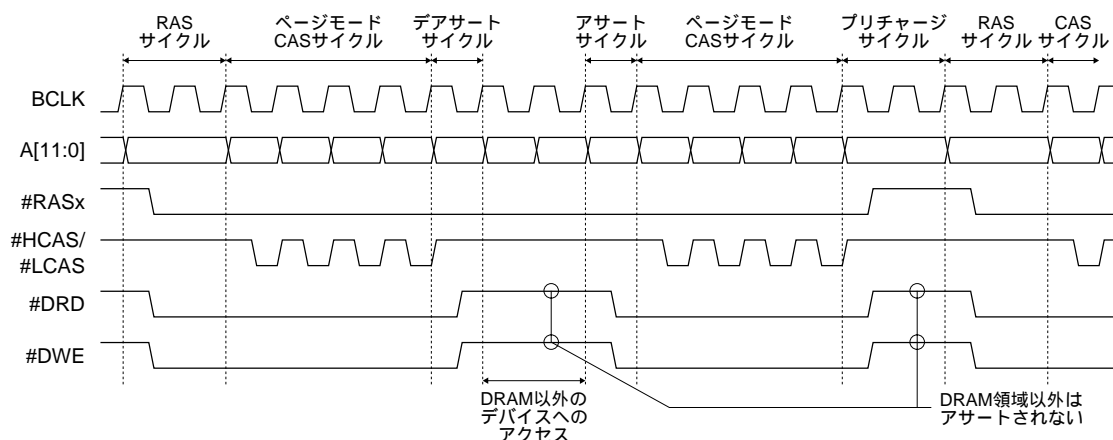 RAS
サイクル
ページモード
CASサイクル
デアサート
サイクル
アサート
サイクル
ページモード
CASサイクル
プリチャージ
サイクル
RAS
サイクル
CAS
サイクル
BCLK
A[11:0]
#RASx
#HCAS/
#LCAS
#DRD
#DWE
DRAM以外の
デバイスへの
アクセス
DRAM領域以外は
アサートされない